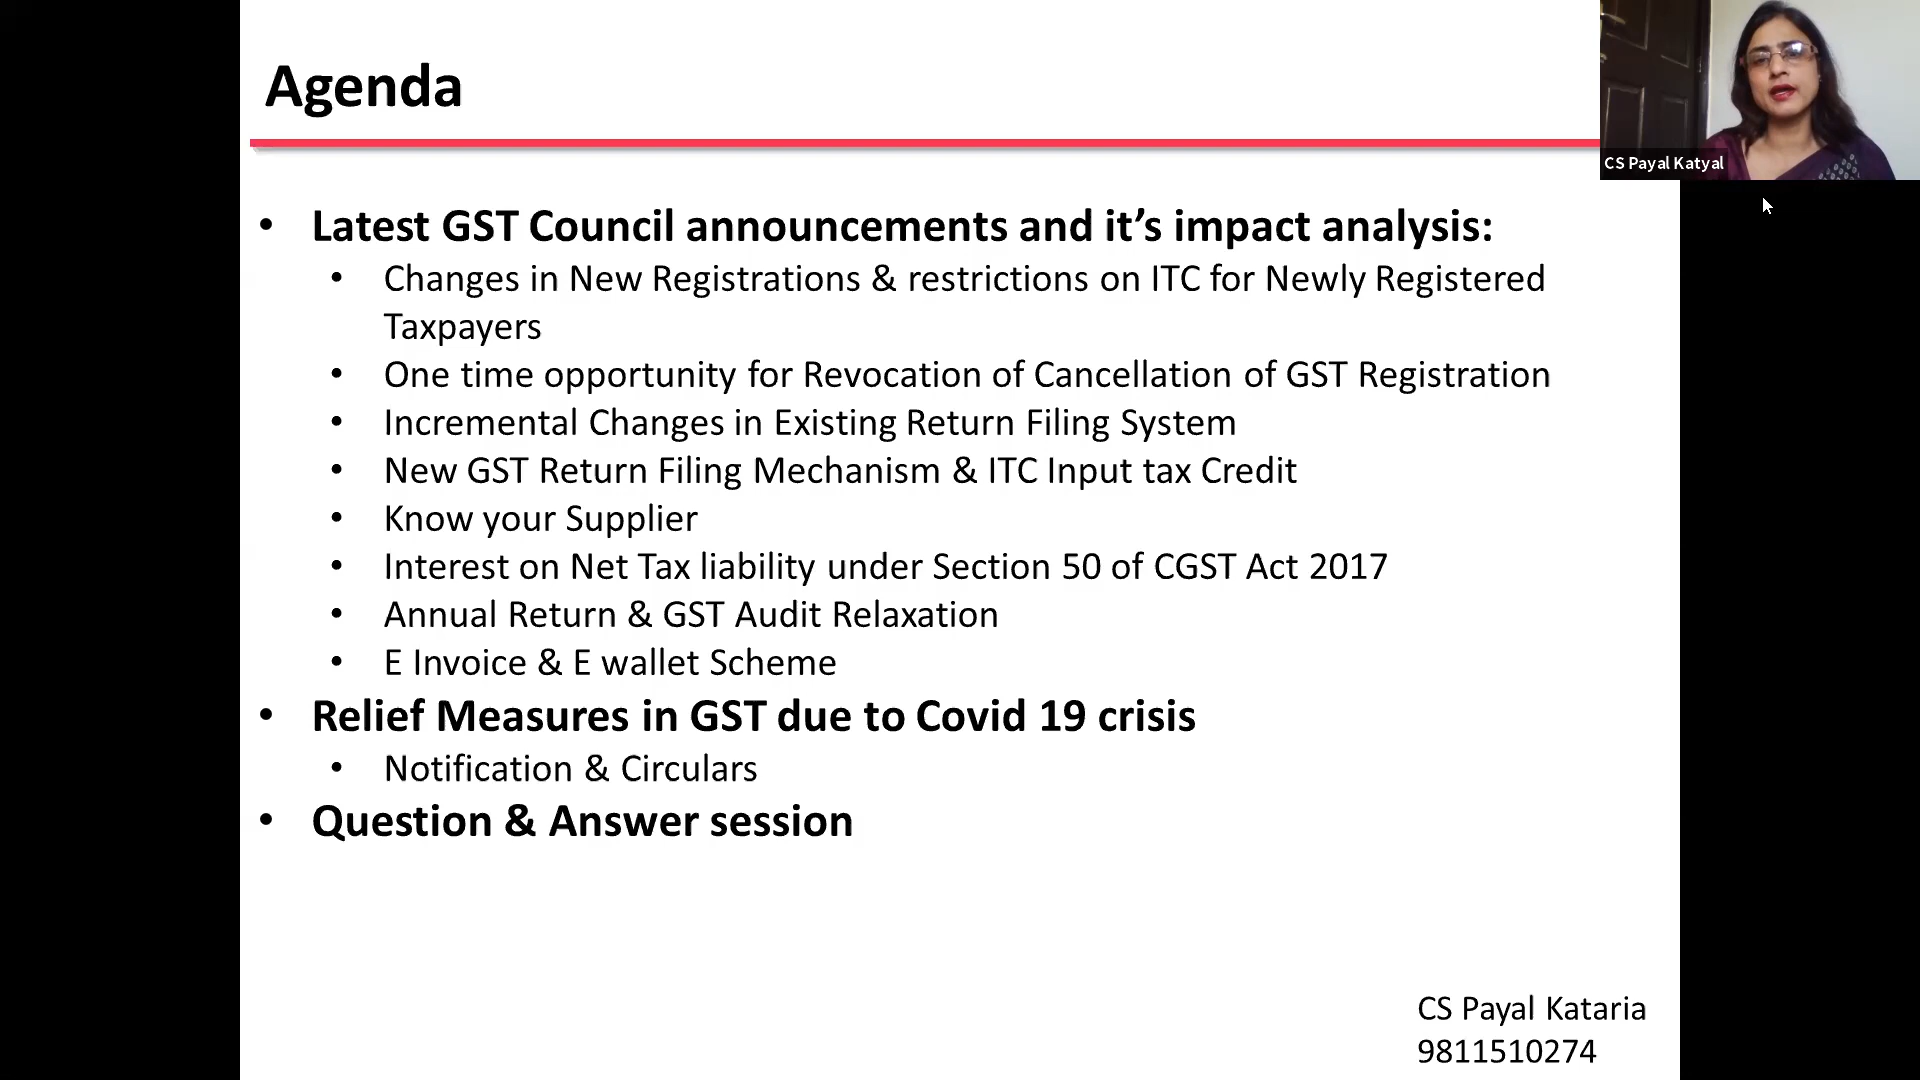 Agenda
CS Payal Katyal
• Latest GST Council announcements and it’s impact analysis:
• Changes in New Registrations & restrictions on ITC for Newly Registered
Taxpayers
• One time opportunity for Revocation of Cancellation of GST Registration
• Incremental Changes in Existing Return Filing System
• New GST Return Filing Mechanism & ITC Input tax Credit
• Know your Supplier
• Interest on Net Tax liability under Section 50 of CGST Act 2017
• Annual Return & GST Audit Relaxation
• E Invoice & E wallet Scheme
• Relief Measures in GST due to Covid 19 crisis
• Notification & Circulars
• Question & Answer session
CS Payal Kataria
9811510274